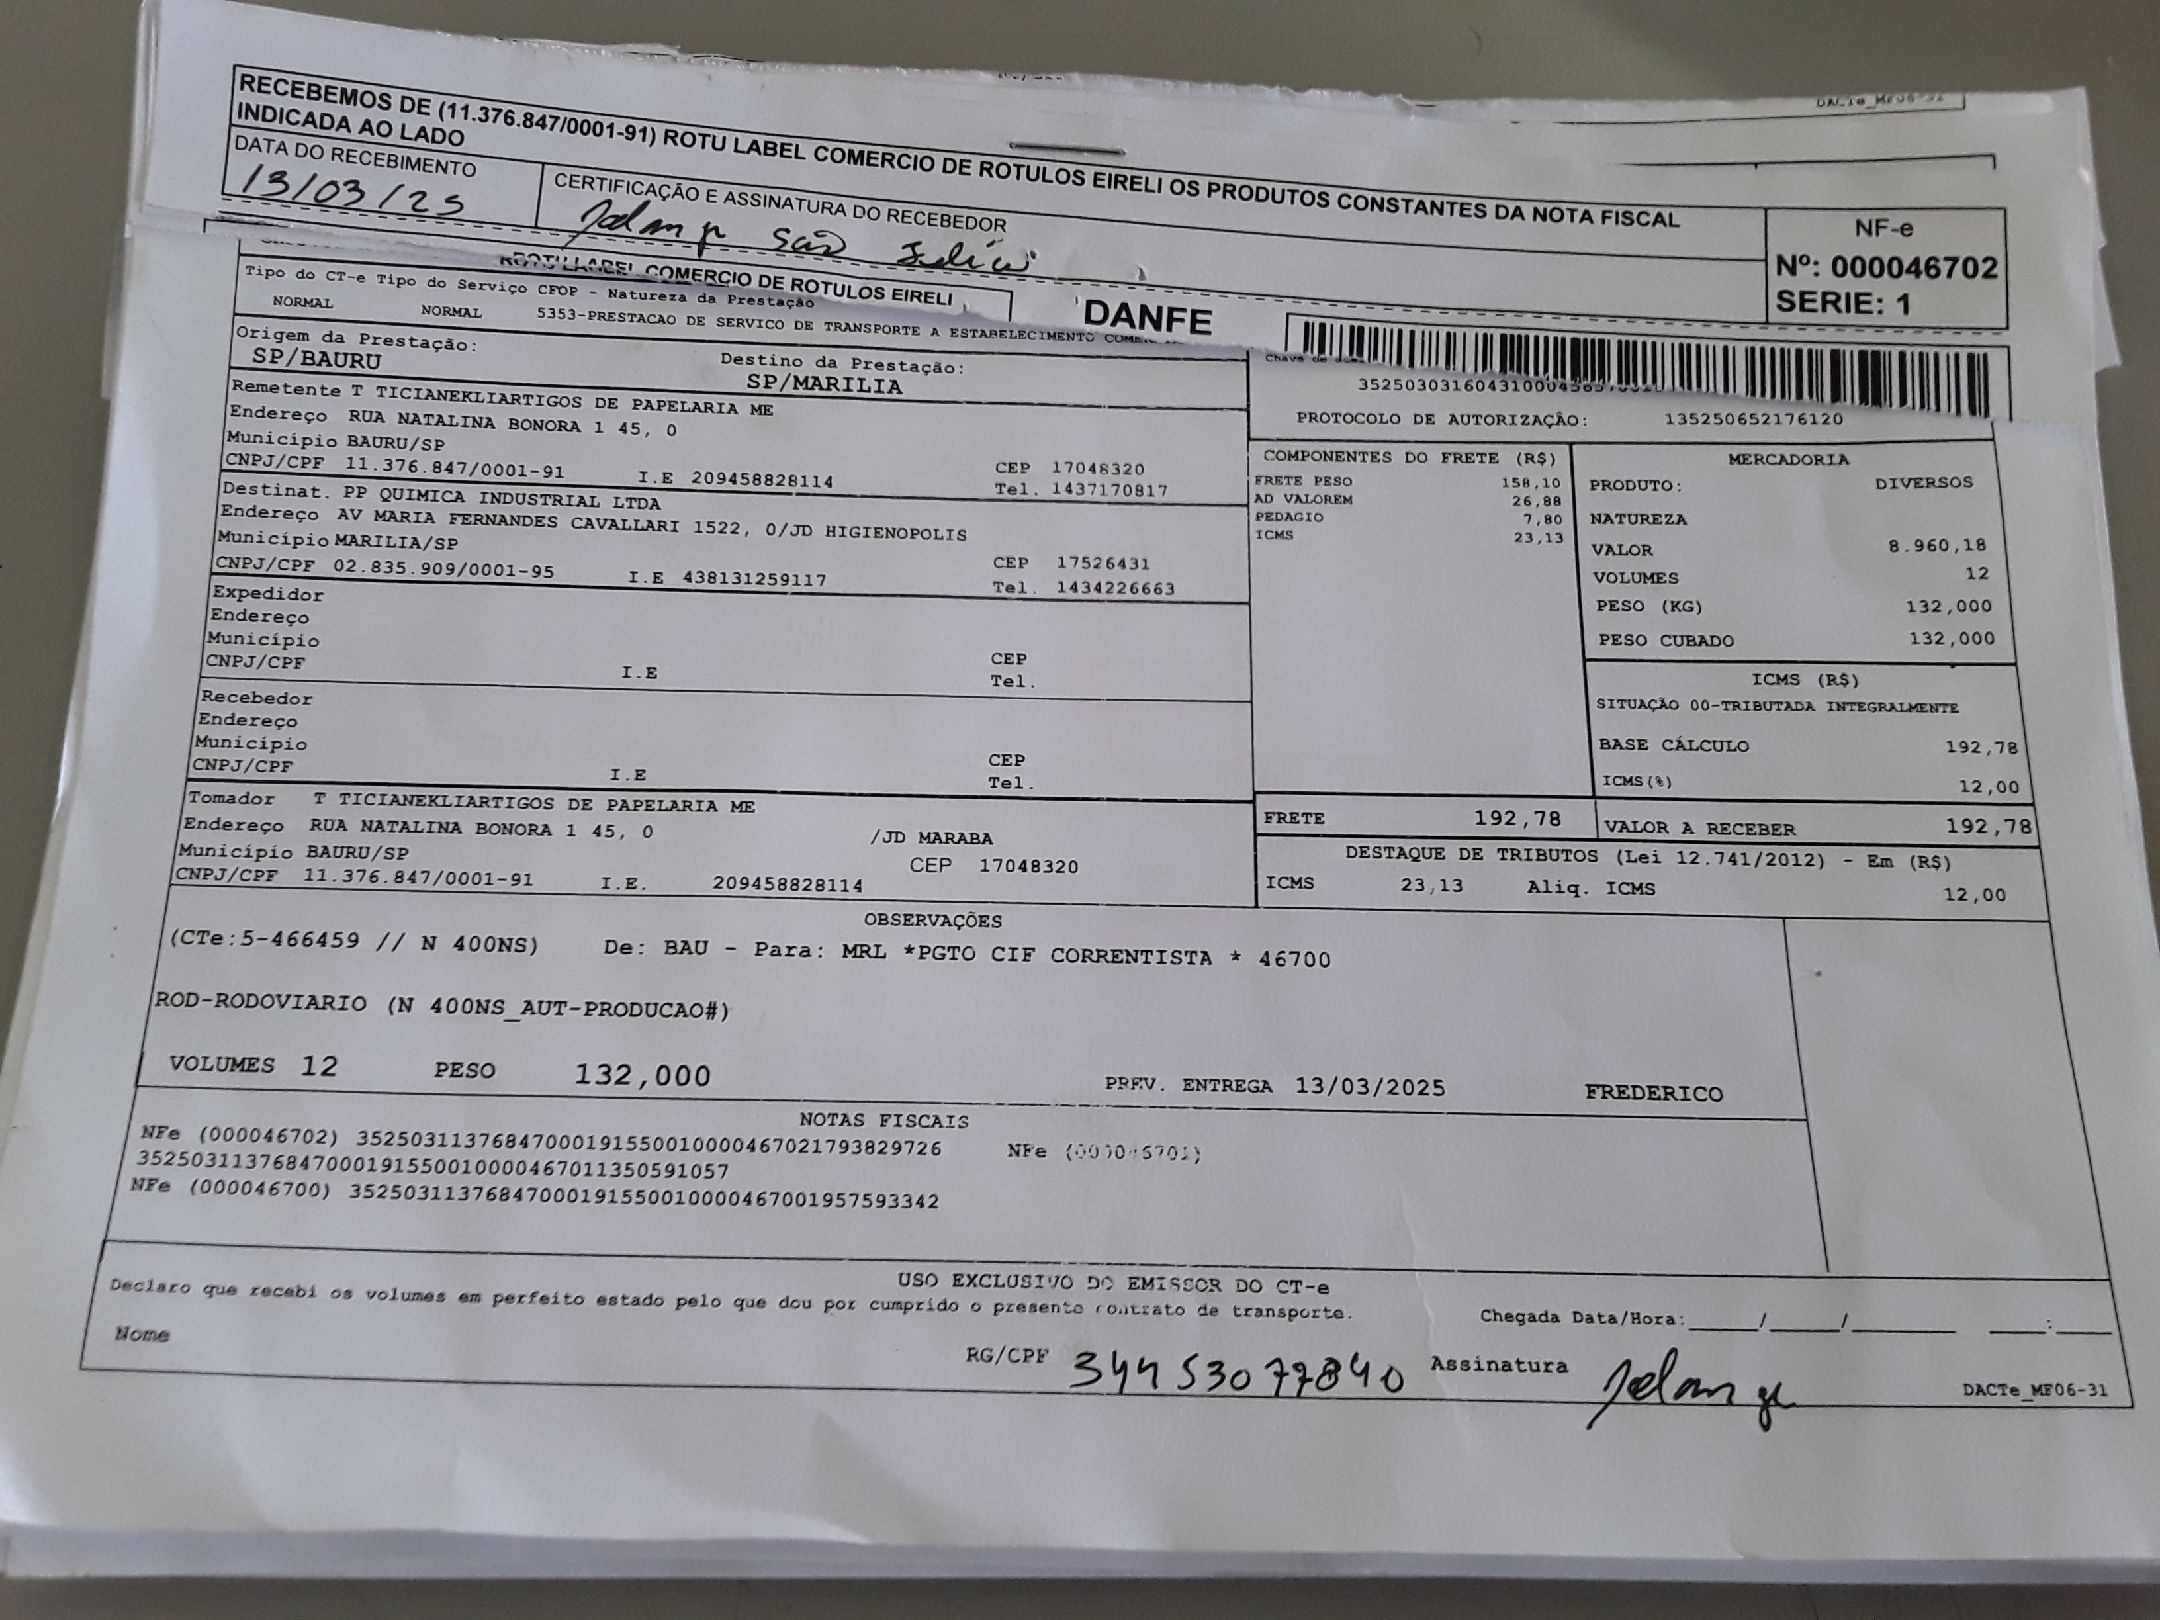 DACTe_MF06-31
RECEBEMOS DE (11.376.847/0001-91) ROTU LABEL COMERCIO DE ROTULOS EIRELI OS PRODUTOS CONSTANTES DA NOTA FISCAL
INDICADA AO LADO
DATA DO RECEBIMENTO
13/03/25
CERTIFICAÇÃO E ASSINATURA DO RECEBEDOR
NF-e
Nº: 000046702
SERIE: 1
ROTU LABEL COMERCIO DE ROTULOS EIRELI
DANFE
Tipo do CT-e Tipo do Serviço CFOP - Natureza da Prestação
NORMAL NORMAL 5353-PRESTACAO DE SERVICO DE TRANSPORTE A ESTABELECIMENTO
Origem da Prestação: Destino da Prestação:
SP/BAURU SP/MARILIA
Chave de
PROTOCOLO DE AUTORIZAÇÃO: 135250652176120
Remetente T TICIANEKLIARTIGOS DE PAPELARIA ME
Endereço RUA NATALINA BONORA 1 45, 0
Município BAURU/SP
CNPJ/CPF 11.376.847/0001-91 I.E 209458828114 CEP 17048320
Tel. 1437170817
Destinat. PP QUIMICA INDUSTRIAL LTDA
Endereço AV MARIA FERNANDES CAVALLARI 1522, 0/JD HIGIENOPOLIS
Município MARILIA/SP
CNPJ/CPF 02.835.909/0001-95 I.E 438131259117 CEP 17526431
Tel. 1434226663
Expedidor
Endereço
Município
CNPJ/CPF I.E CEP
Tel.
Recebedor
Endereço
Município
CNPJ/CPF I.E CEP
Tel.
Tomador T TICIANEKLIARTIGOS DE PAPELARIA ME
Endereço RUA NATALINA BONORA 1 45, 0 /JD MARABA
Município BAURU/SP CEP 17048320
CNPJ/CPF 11.376.847/0001-91 I.E. 209458828114
COMPONENTES DO FRETE (R$)
FRETE PESO 158,10
AD VALOREM 26,88
PEDAGIO 7,80
ICMS 23,13
MERCADORIA
PRODUTO: DIVERSOS
NATUREZA
VALOR 8.960,18
VOLUMES 12
PESO (KG) 132,000
PESO CUBADO 132,000
ICMS (R$)
SITUAÇÃO 00-TRIBUTADA INTEGRALMENTE
BASE CÁLCULO 192,78
ICMS(%) 12,00
FRETE 192,78 VALOR A RECEBER 192,78
DESTAQUE DE TRIBUTOS (Lei 12.741/2012) - Em (R$)
ICMS 23,13 Aliq. ICMS 12,00
OBSERVAÇÕES
(CTe:5-466459 // N 400NS) De: BAU - Para: MRL *PGTO CIF CORRENTISTA * 46700
ROD-RODOVIARIO (N 400NS_AUT-PRODUCAO#)
VOLUMES 12 PESO 132,000 PREV. ENTREGA 13/03/2025 FREDERICO
NOTAS FISCAIS
NFe (000046702) 35250311376847000191550010000467021793829726 NFe (000046701)
35250311376847000191550010000467011350591057
NFe (000046700) 35250311376847000191550010000467001957593342
USO EXCLUSIVO DO EMISSOR DO CT-e
Declaro que recebi os volumes em perfeito estado pelo que dou por cumprido o presente contrato de transporte.
Chegada Data/Hora:_____/_____/________ ____:____
Nome
RG/CPF 34453077840 Assinatura
DACTe_MF06-31